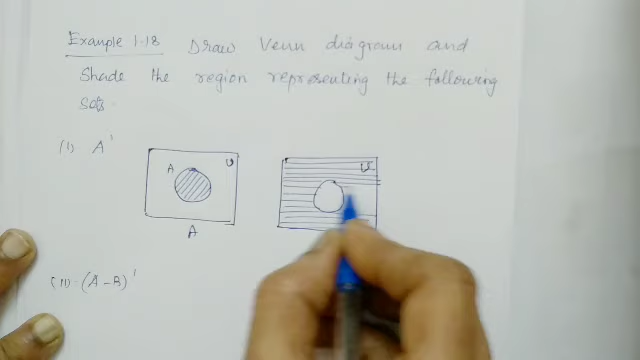 Example 1.18 Draw Venn diagram and
Shade the region representing the following
sets.
(i) A'
A U
U
A
(ii) (A-B)'